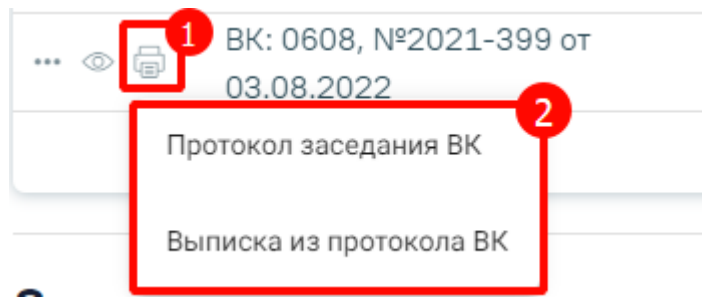 1
ВК: 0608, №2021-399 от
03.08.2022
2
Протокол заседания ВК
Выписка из протокола ВК